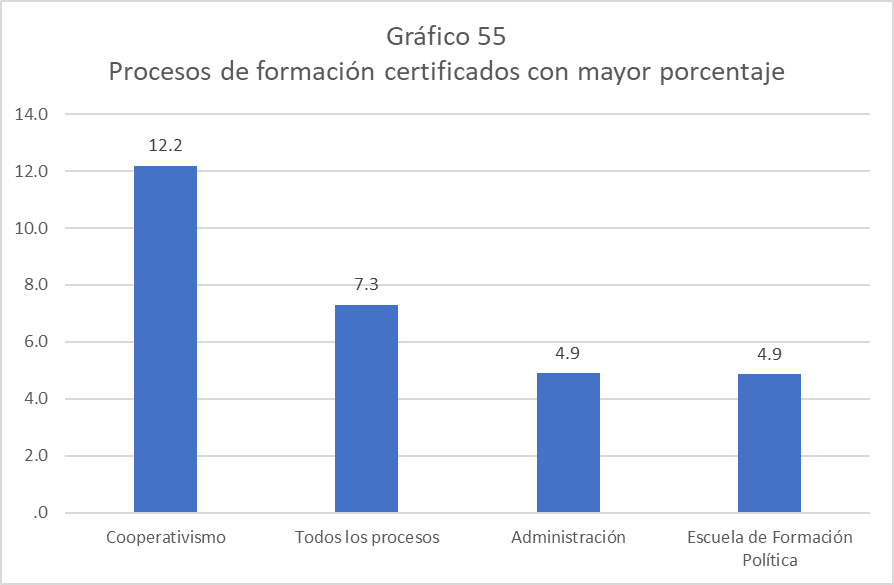 Gráfico 55
Procesos de formación certificados con mayor porcentaje
14.0
12.0
10.0
8.0
6.0
4.0
2.0
.0
12.2
7.3
4.9
4.9
Cooperativismo
Todos los procesos
Administración
Escuela de Formación
Política